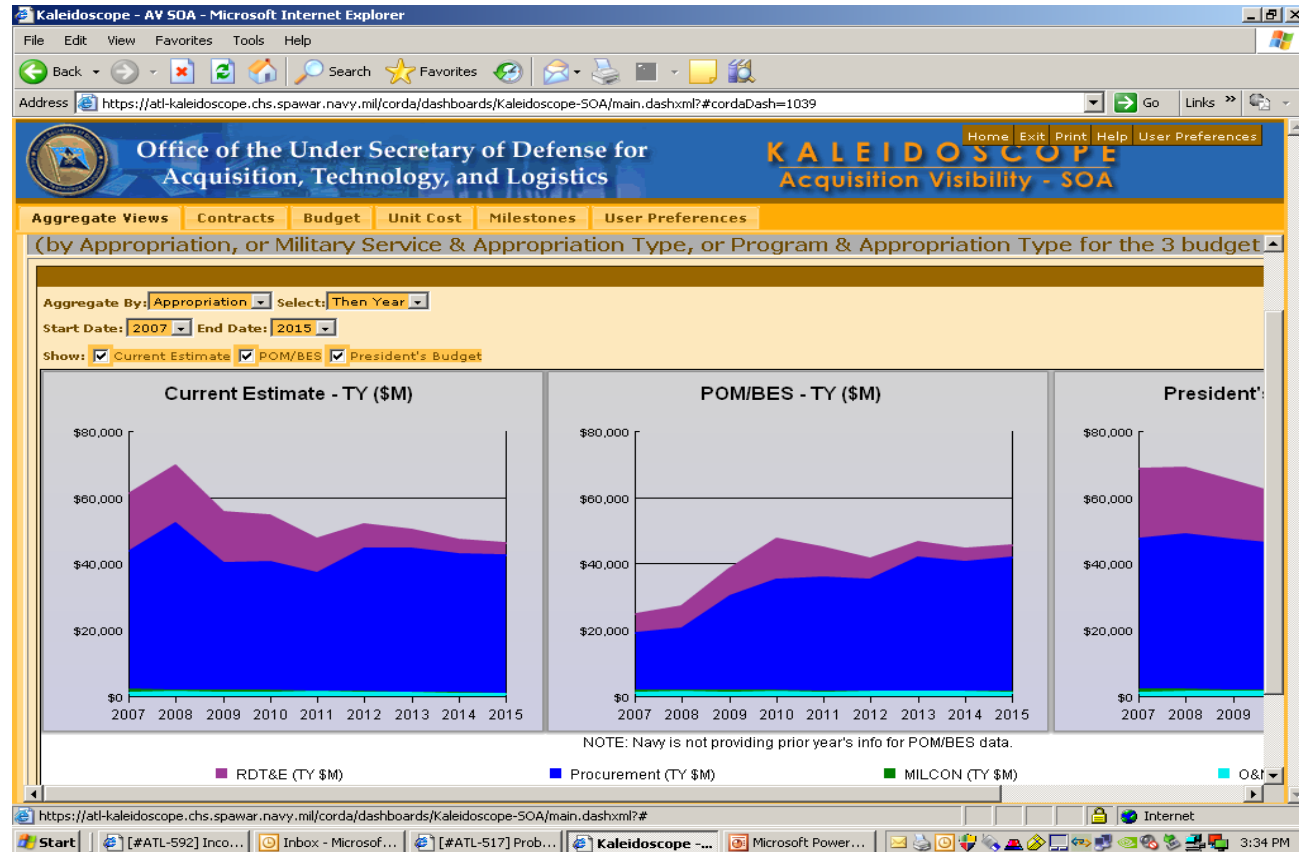 Kaleidoscope - AV SOA - Microsoft Internet Explorer
File Edit View Favorites Tools Help
Back Search Favorites
Address https://atl-kaleidoscope.chs.spawar.navy.mil/corda/dashboards/Kaleidoscope-SOA/main.dashxml?#cordaDash=1039 Go Links »
Home Exit Print Help User Preferences
Office of the Under Secretary of Defense for
Acquisition, Technology, and Logistics
KALEIDOSCOPE
Acquisition Visibility - SOA
Aggregate Views Contracts Budget Unit Cost Milestones User Preferences
(by Appropriation, or Military Service & Appropriation Type, or Program & Appropriation Type for the 3 budget
Aggregate By: Appropriation Select: Then Year
Start Date: 2007 End Date: 2015
Show: Current Estimate POM/BES President's Budget
Current Estimate - TY ($M)
$80,000
$60,000
$40,000
$20,000
$0
2007 2008 2009 2010 2011 2012 2013 2014 2015
POM/BES - TY ($M)
$80,000
$60,000
$40,000
$20,000
$0
2007 2008 2009 2010 2011 2012 2013 2014 2015
President's
$80,000
$60,000
$40,000
$20,000
$0
2007 2008 2009
NOTE: Navy is not providing prior year's info for POM/BES data.
RDT&E (TY $M) Procurement (TY $M) MILCON (TY $M)
https://atl-kaleidoscope.chs.spawar.navy.mil/corda/dashboards/Kaleidoscope-SOA/main.dashxml?# Internet
Start [#ATL-592] Inco... Inbox - Microsof... [#ATL-517] Prob... Kaleidoscope -... Microsoft Power... 3:34 PM